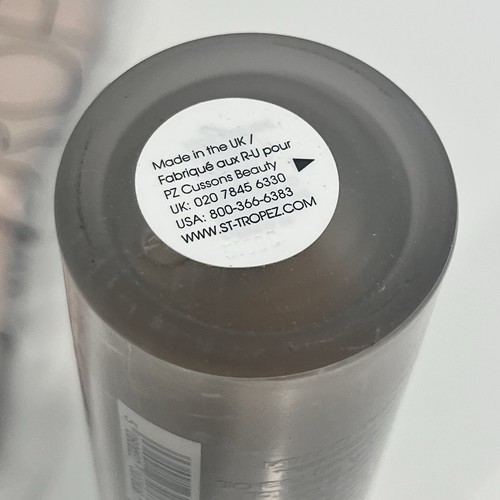 Made in the UK /
Fabriqué aux R-U pour
PZ Cussons Beauty
UK: 020 7845 6330
USA: 800-366-6383
WWW.ST-TROPEZ.COM